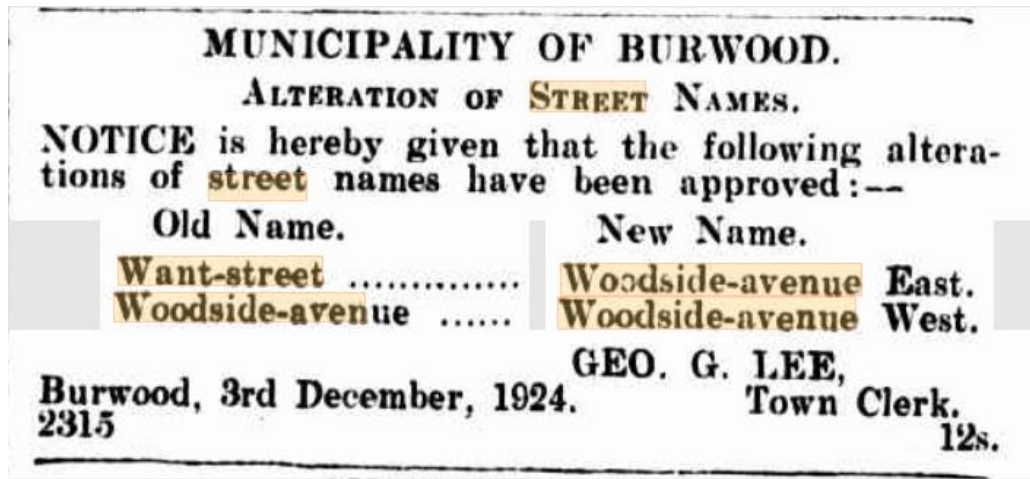 MUNICIPALITY OF BURWOOD.
ALTERATION OF STREET NAMES.
NOTICE is hereby given that the following altera-
tions of street names have been approved:—
Old Name. New Name.
Want-street .............. Woodside-avenue East.
Woodside-avenue ...... Woodside-avenue West.
GEO. G. LEE,
Burwood, 3rd December, 1924. Town Clerk.
2315 12s.